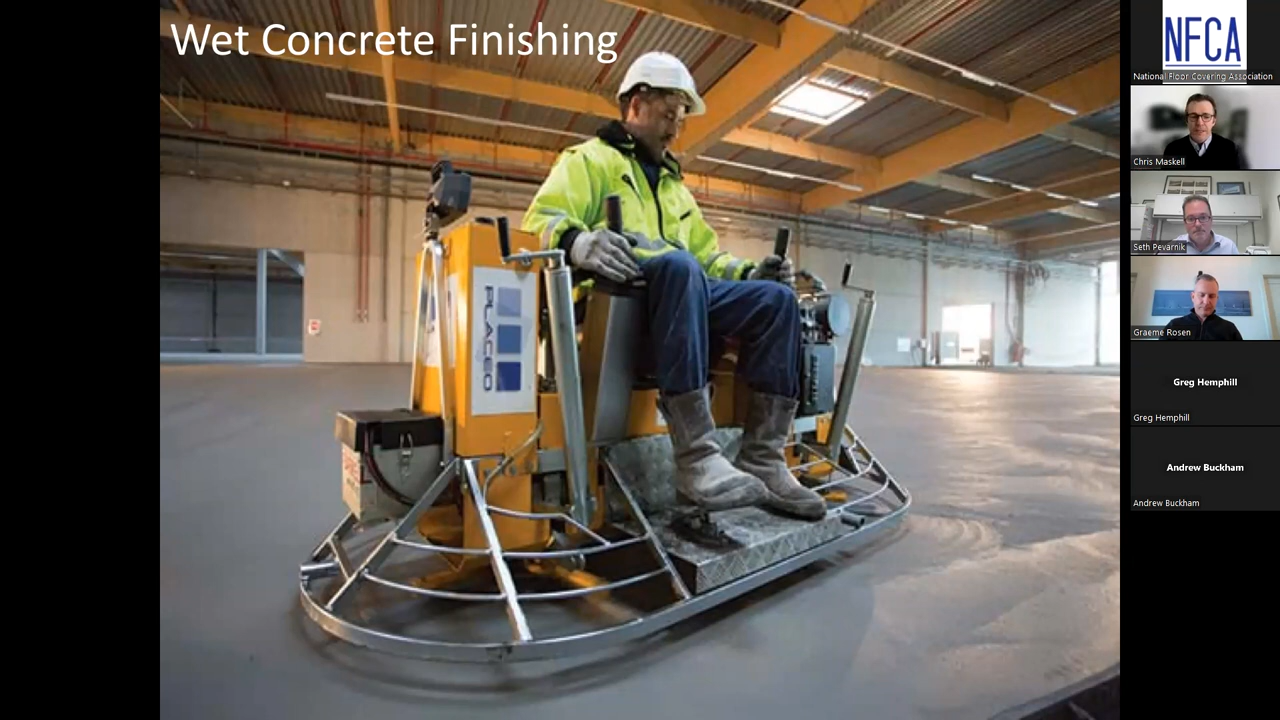 Wet Concrete Finishing
PLACEO
NFCA
National Floor Covering Association
Chris Maskell
Seth Pevarnik
Graeme Rosen
Greg Hemphill
Greg Hemphill
Andrew Buckham
Andrew Buckham